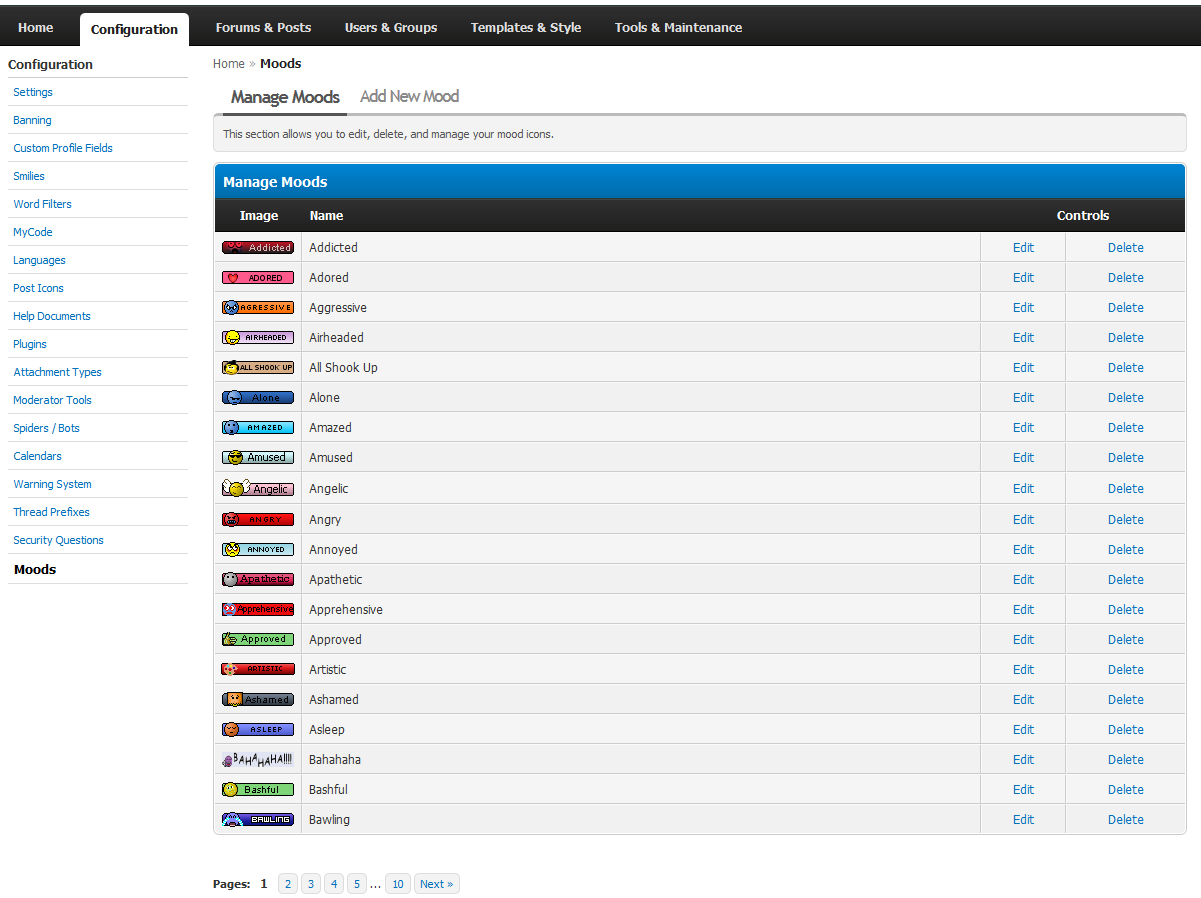 Home Configuration Forums & Posts Users & Groups Templates & Style Tools & Maintenance
Configuration
Settings
Banning
Custom Profile Fields
Smilies
Word Filters
MyCode
Languages
Post Icons
Help Documents
Plugins
Attachment Types
Moderator Tools
Spiders / Bots
Calendars
Warning System
Thread Prefixes
Security Questions
Moods
Home » Moods
Manage Moods Add New Mood
This section allows you to edit, delete, and manage your mood icons.
Manage Moods
Image Name Controls
Addicted Addicted Edit Delete
ADORED Adored Edit Delete
AGRESSIVE Aggressive Edit Delete
AIRHEADED Airheaded Edit Delete
ALL SHOOK UP All Shook Up Edit Delete
Alone Alone Edit Delete
AMAZED Amazed Edit Delete
Amused Amused Edit Delete
Angelic Angelic Edit Delete
ANGRY Angry Edit Delete
ANNOYED Annoyed Edit Delete
Apathetic Apathetic Edit Delete
Apprehensive Apprehensive Edit Delete
Approved Approved Edit Delete
ARTISTIC Artistic Edit Delete
Ashamed Ashamed Edit Delete
ASLEEP Asleep Edit Delete
BAHAHAHA!!!! Bahahaha Edit Delete
Bashful Bashful Edit Delete
BAWLING Bawling Edit Delete
Pages: 1 2 3 4 5 ... 10 Next »